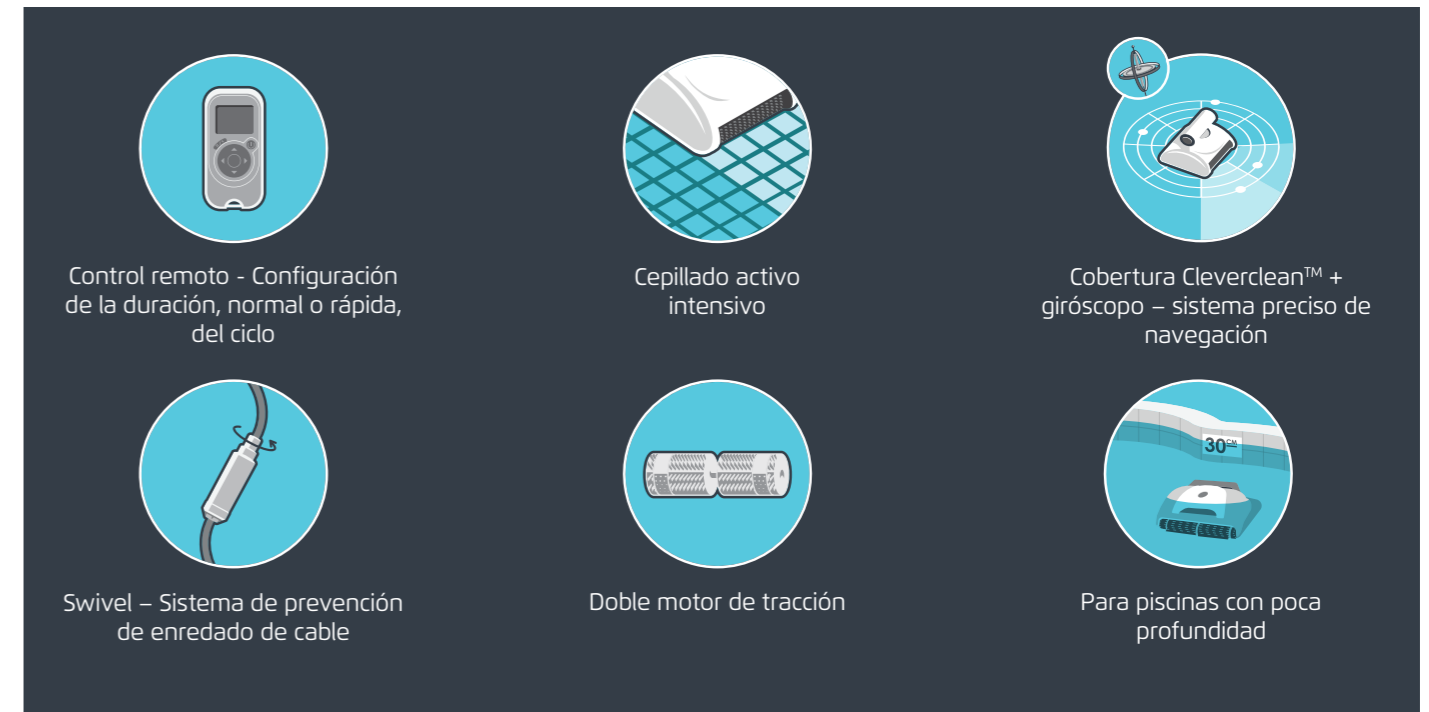 Control remoto - Configuración
de la duración, normal o rápida,
del ciclo
Cepillado activo
intensivo
Cobertura Cleverclean™ +
giróscopo – sistema preciso de
navegación
Swivel – Sistema de prevención
de enredado de cable
Doble motor de tracción
30CM
Para piscinas con poca
profundidad